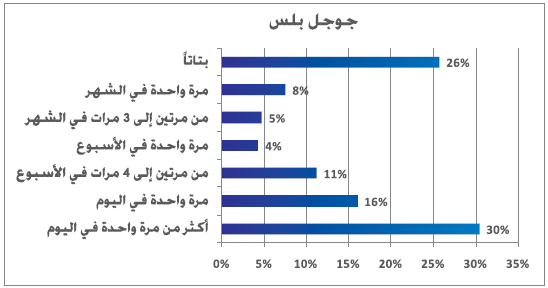 جوجل بلس
بتاتاً 26%
مرة واحدة في الشهر 8%
من مرتين إلى 3 مرات في الشهر 5%
مرة واحدة في الأسبوع 4%
من مرتين إلى 4 مرات في الأسبوع 11%
مرة واحدة في اليوم 16%
أكثر من مرة واحدة في اليوم 30%
0% 5% 10% 15% 20% 25% 30% 35%